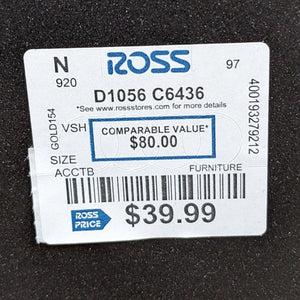 N ROSS 97
920
D1056 C6436
*See www.rossstores.com for more details
GOLD154
VSH
COMPARABLE VALUE*
$80.00
400193279212
SIZE
ACCTB FURNITURE
ROSS
PRICE
$39.99